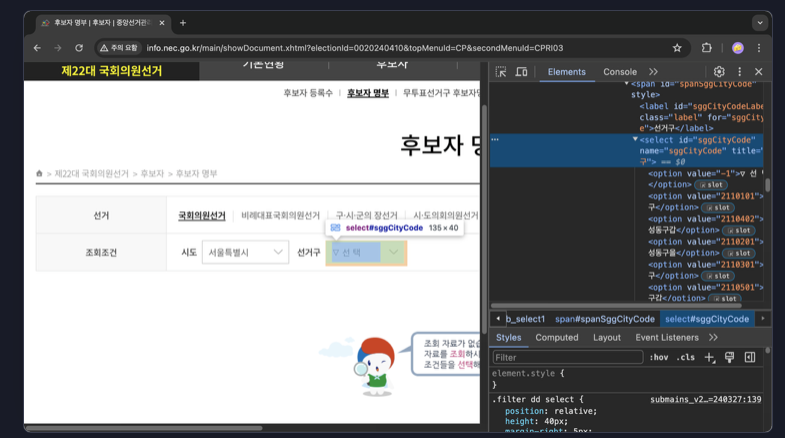 후보자 명부 | 후보자 | 중앙선거관리
주의 요함
info.nec.go.kr/main/showDocument.xhtml?electionId=0020240410&topMenuId=CP&secondMenuId=CPRI03
제22대 국회의원선거
기본현황
후보자
후보자 등록수 | 후보자 명부 | 무투표선거구 후보자명
후보자 명
> 제22대 국회의원선거 > 후보자 > 후보자 명부
선거
국회의원선거
비례대표국회의원선거
구·시·군의 장선거
시·도의회의원선거
select#sggCityCode 135 × 40
조회조건
시도
서울특별시
선거구
▽ 선 택
조회 자료가 없습
자료를 조회하시
조건들을 선택해
Elements
Console
<span id="spanSggCityCode"
style>
<label id="sggCityCodeLabe
class="label" for="sggCity
e">선거구</label>
<select id="sggCityCode"
name="sggCityCode" title="
구"> == $0
<option value="-1">▽ 선 택
</option> slot
<option value="2110101">
구</option> slot
<option value="2110402">
성동구갑</option> slot
<option value="2110201">
성동구을</option> slot
<option value="2110301">
구</option> slot
<option value="2110501">
구갑</option> slot
b_select1
span#spanSggCityCode
select#sggCityCode
Styles
Computed
Layout
Event Listeners
Filter
:hov .cls
element.style {
}
.filter dd select {
submains_v2…=240327:139
position: relative;
height: 40px;
margin-right: 5px;